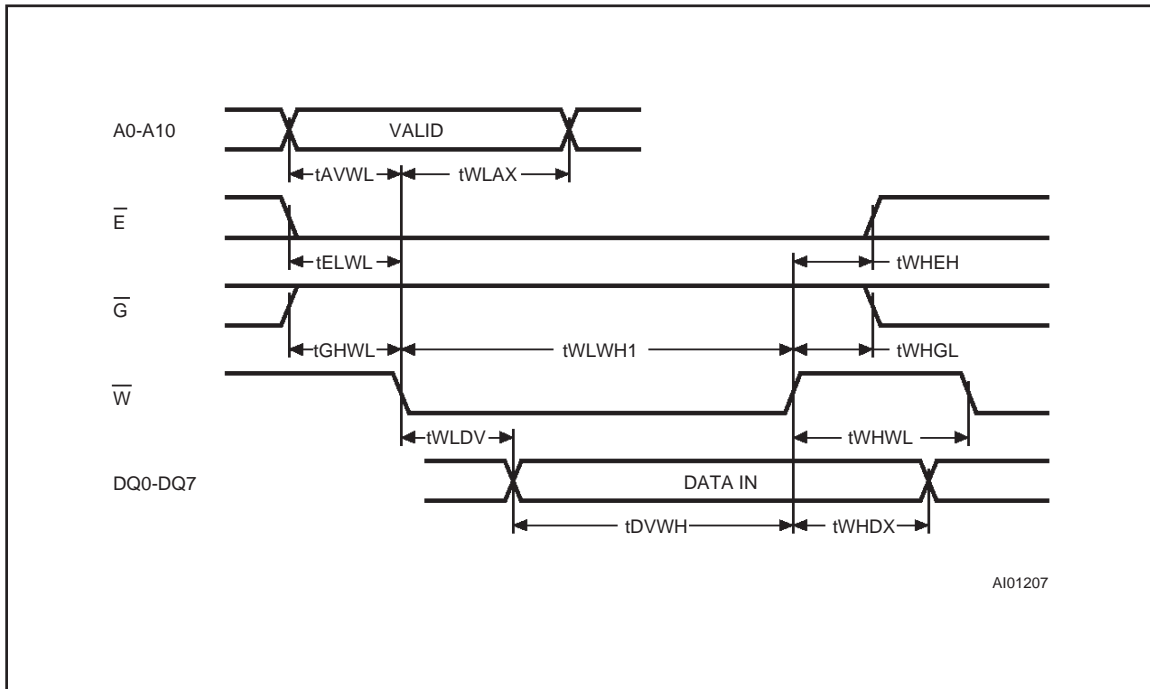 A0-A10
VALID
tAVWL
tWLAX
E̅
tELWL
tWHEH
G̅
tGHWL
tWLWH1
tWHGL
W̅
tWLDV
tWHWL
DQ0-DQ7
DATA IN
tDVWH
tWHDX
AI01207